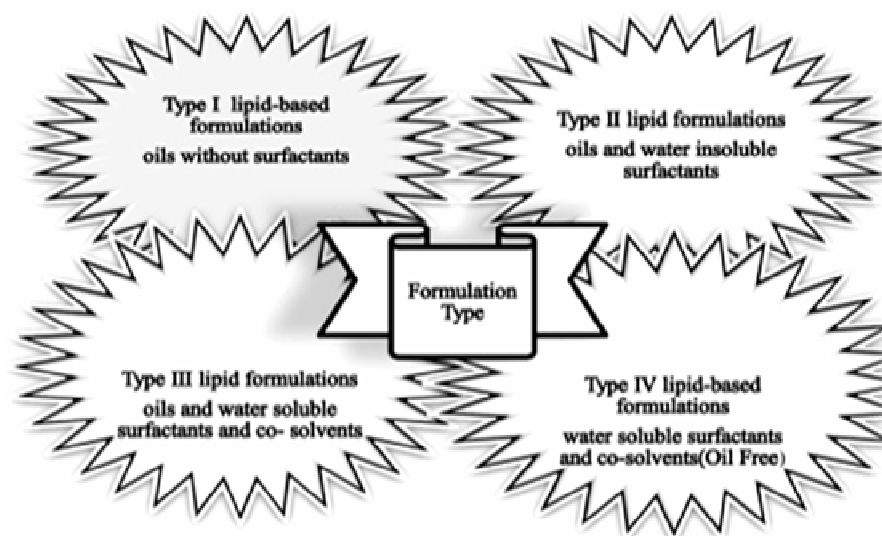 Type I lipid-based
formulations
oils without surfactants
Type II lipid formulations
oils and water insoluble
surfactants
Formulation
Type
Type III lipid formulations
oils and water soluble
surfactants and co- solvents
Type IV lipid-based
formulations
water soluble surfactants
and co-solvents(Oil Free)